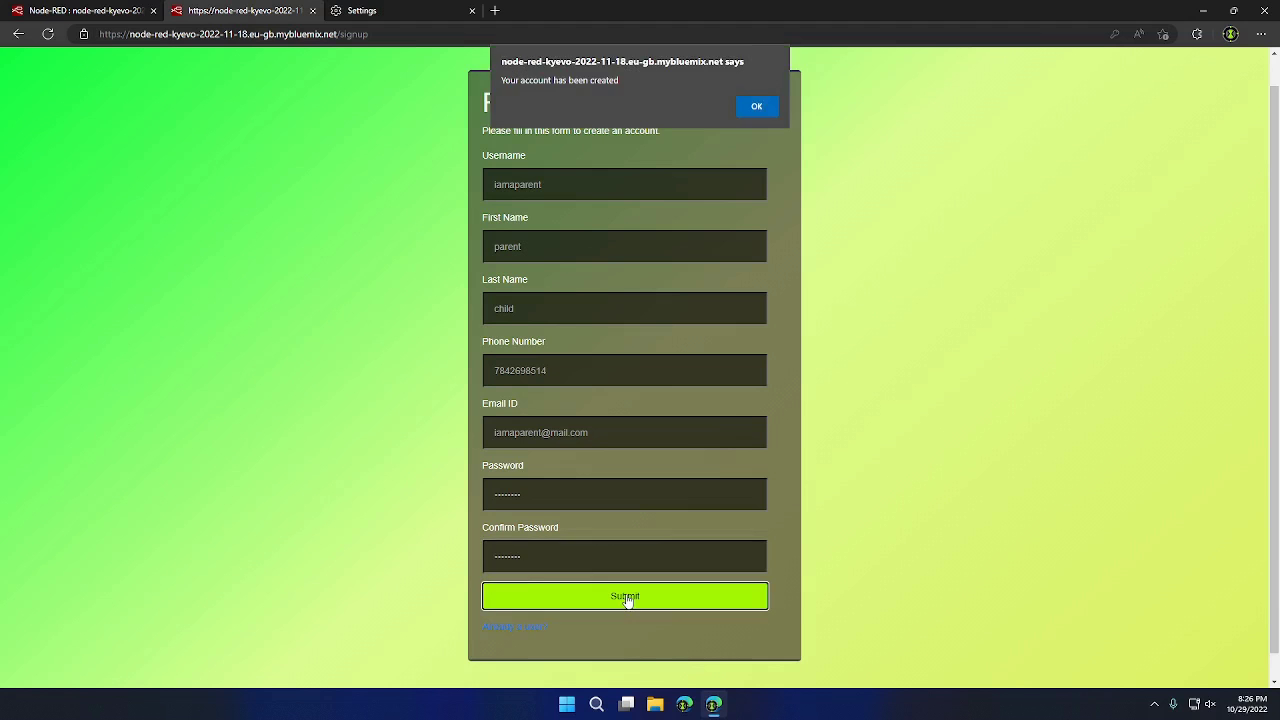 Node-RED : node-red-kyevo-202
https://node-red-kyevo-2022-11-1
Settings
https://node-red-kyevo-2022-11-18.eu-gb.mybluemix.net/signup
node-red-kyevo-2022-11-18.eu-gb.mybluemix.net says
Your account has been created
OK
Please fill in this form to create an account.
Username
iamaparent
First Name
parent
Last Name
child
Phone Number
7842698514
Email ID
iamaparent@mail.com
Password
--------
Confirm Password
--------
Submit
8:26 PM
10/29/2022